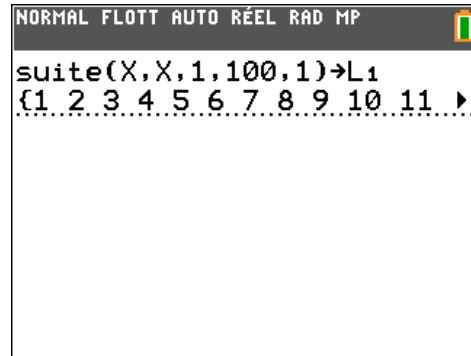 NORMAL FLOTT AUTO RÉEL RAD MP
suite(X,X,1,100,1)→L₁
{1 2 3 4 5 6 7 8 9 10 11 ▶